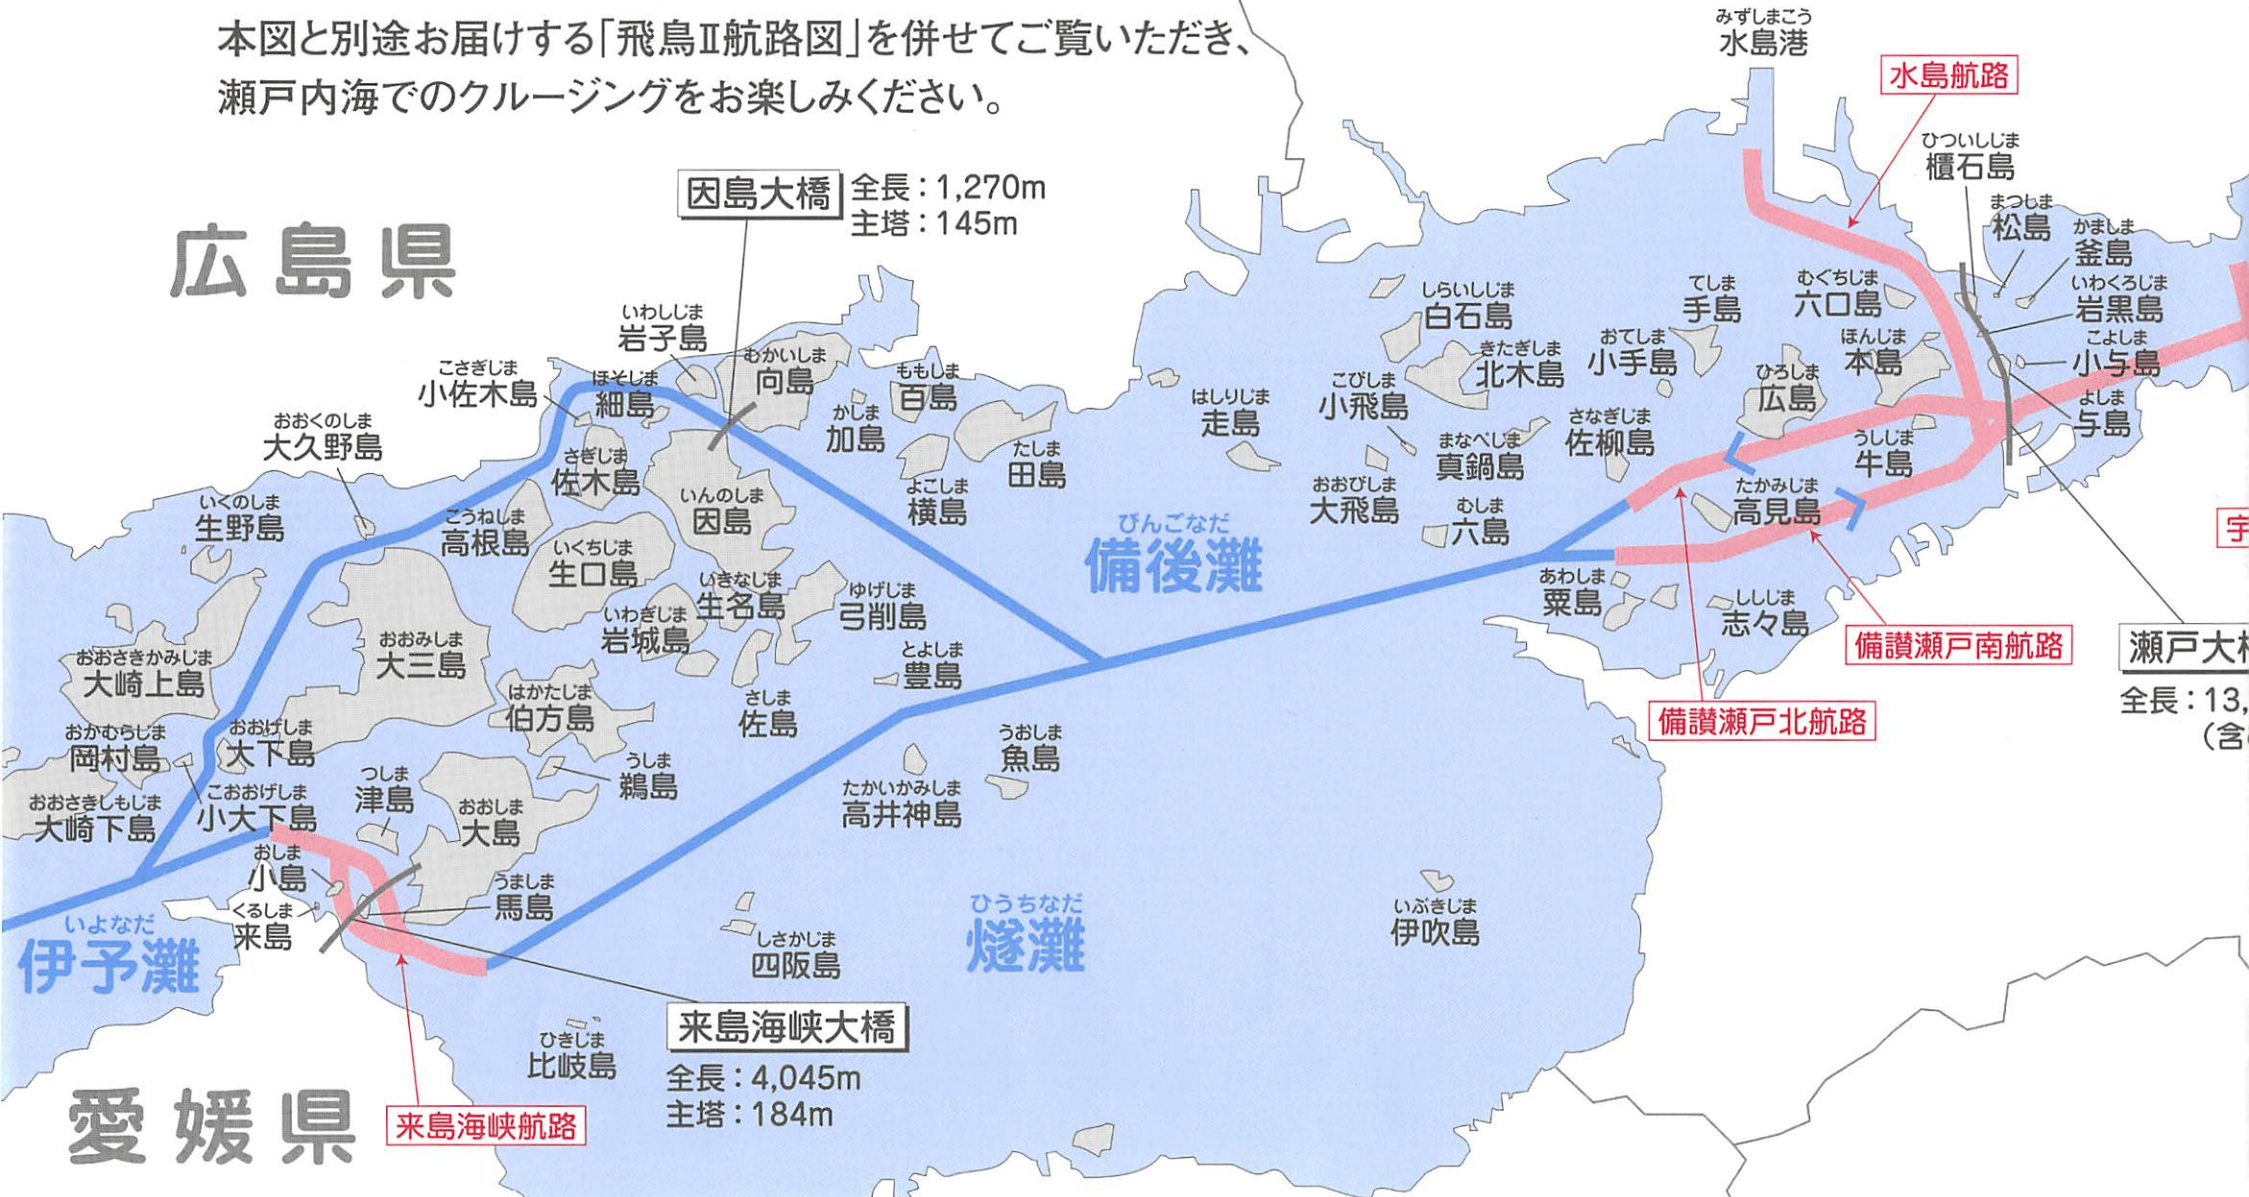 本図と別途お届けする「飛鳥Ⅱ航路図」を併せてご覧いただき、
瀬戸内海でのクルージングをお楽しみください。
みずしまこう
水島港
水島航路
ひついしじま
櫃石島
まつしま
松島
かましま
釜島
いわくろじま
岩黒島
こよしま
小与島
よしま
与島
因島大橋
全長：1,270m
主塔：145m
広島県
いわしじま
岩子島
むかいしま
向島
こさぎじま
小佐木島
ほそじま
細島
ももしま
百島
かしま
加島
おおくのしま
大久野島
さぎじま
佐木島
たしま
田島
よこしま
横島
いんのしま
因島
いくのしま
生野島
こうねしま
高根島
いくちじま
生口島
いきなじま
生名島
ゆげじま
弓削島
いわぎじま
岩城島
とよしま
豊島
さしま
佐島
おおみしま
大三島
おおさきかみじま
大崎上島
はかたじま
伯方島
おかむらじま
岡村島
おおげしま
大下島
うしま
鵜島
つしま
津島
おおしま
大島
おおさきしもじま
大崎下島
こおおげしま
小大下島
おしま
小島
くるしま
来島
うましま
馬島
いよなだ
伊予灘
うおしま
魚島
たかいかみしま
高井神島
しさかじま
四阪島
ひうちなだ
燧灘
いぶきじま
伊吹島
ひきじま
比岐島
来島海峡大橋
全長：4,045m
主塔：184m
来島海峡航路
愛媛県
びんごなだ
備後灘
はしりじま
走島
しらいしじま
白石島
きたぎしま
北木島
こびしま
小飛島
おおびしま
大飛島
まなべしま
真鍋島
むしま
六島
てしま
手島
おてしま
小手島
さなぎじま
佐柳島
むぐちじま
六口島
ほんじま
本島
ひろしま
広島
うしじま
牛島
たかみじま
高見島
あわしま
粟島
ししじま
志々島
備讃瀬戸南航路
備讃瀬戸北航路
宇
瀬戸大
全長：13,
（含